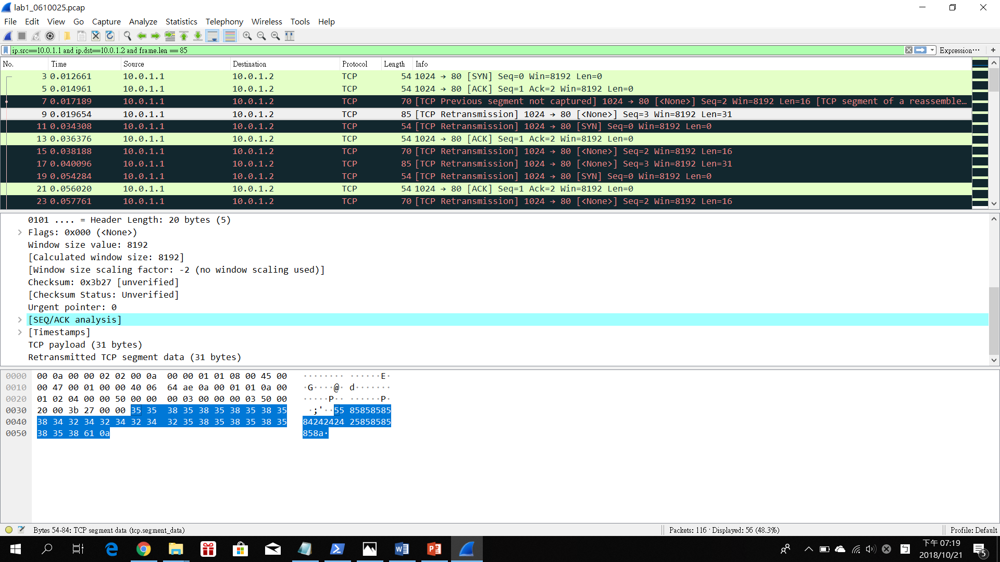 lab1_0610025.pcap
File Edit View Go Capture Analyze Statistics Telephony Wireless Tools Help
ip.src==10.0.1.1 and ip.dst==10.0.1.2 and frame.len == 85 Expression… +
No. Time Source Destination Protocol Length Info
3 0.012661 10.0.1.1 10.0.1.2 TCP 54 1024 → 80 [SYN] Seq=0 Win=8192 Len=0
5 0.014961 10.0.1.1 10.0.1.2 TCP 54 1024 → 80 [ACK] Seq=1 Ack=2 Win=8192 Len=0
7 0.017189 10.0.1.1 10.0.1.2 TCP 70 [TCP Previous segment not captured] 1024 → 80 [<None>] Seq=2 Win=8192 Len=16 [TCP segment of a reassemble…
9 0.019654 10.0.1.1 10.0.1.2 TCP 85 [TCP Retransmission] 1024 → 80 [<None>] Seq=3 Win=8192 Len=31
11 0.034308 10.0.1.1 10.0.1.2 TCP 54 [TCP Retransmission] 1024 → 80 [SYN] Seq=0 Win=8192 Len=0
13 0.036376 10.0.1.1 10.0.1.2 TCP 54 1024 → 80 [ACK] Seq=1 Ack=2 Win=8192 Len=0
15 0.038188 10.0.1.1 10.0.1.2 TCP 70 [TCP Retransmission] 1024 → 80 [<None>] Seq=2 Win=8192 Len=16
17 0.040096 10.0.1.1 10.0.1.2 TCP 85 [TCP Retransmission] 1024 → 80 [<None>] Seq=3 Win=8192 Len=31
19 0.054284 10.0.1.1 10.0.1.2 TCP 54 [TCP Retransmission] 1024 → 80 [SYN] Seq=0 Win=8192 Len=0
21 0.056020 10.0.1.1 10.0.1.2 TCP 54 1024 → 80 [ACK] Seq=1 Ack=2 Win=8192 Len=0
23 0.057761 10.0.1.1 10.0.1.2 TCP 70 [TCP Retransmission] 1024 → 80 [<None>] Seq=2 Win=8192 Len=16
0101 .... = Header Length: 20 bytes (5)
Flags: 0x000 (<None>)
Window size value: 8192
[Calculated window size: 8192]
[Window size scaling factor: -2 (no window scaling used)]
Checksum: 0x3b27 [unverified]
[Checksum Status: Unverified]
Urgent pointer: 0
[SEQ/ACK analysis]
[Timestamps]
TCP payload (31 bytes)
Retransmitted TCP segment data (31 bytes)
0000 00 0a 00 00 02 02 00 0a 00 00 01 01 08 00 45 00 ········ ······E·
0010 00 47 00 01 00 00 40 06 64 ae 0a 00 01 01 0a 00 ·G····@· d·······
0020 01 02 04 00 00 50 00 00 00 03 00 00 00 03 50 00 ·····P·· ······P·
0030 20 00 3b 27 00 00 35 35 38 35 38 35 38 35 38 35 ·;'··55 85858585
0040 38 34 32 34 32 34 32 34 32 35 38 35 38 35 38 35 84242424 25858585
0050 38 35 38 61 0a 858a·
Bytes 54-84: TCP segment data (tcp.segment_data) Packets: 116 · Displayed: 56 (48.3%) Profile: Default
下午 07:19
2018/10/21
5